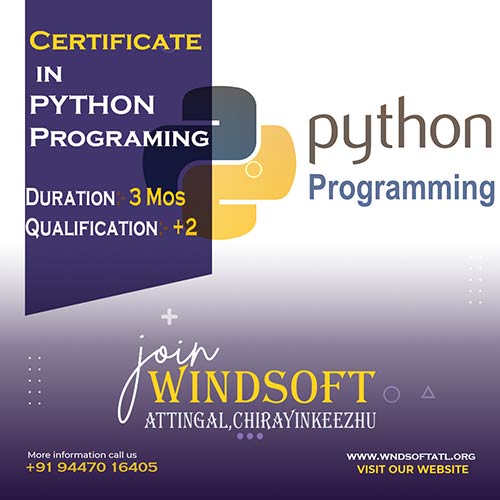 CERTIFICATE
IN
PYTHON
PROGRAMING
DURATION:- 3 MOS
QUALIFICATION:- +2
python
Programming
join
WINDSOFT
ATTINGAL,CHIRAYINKEEZHU
More information call us
+91 94470 16405
WWW.WNDSOFTATL.ORG
VISIT OUR WEBSITE